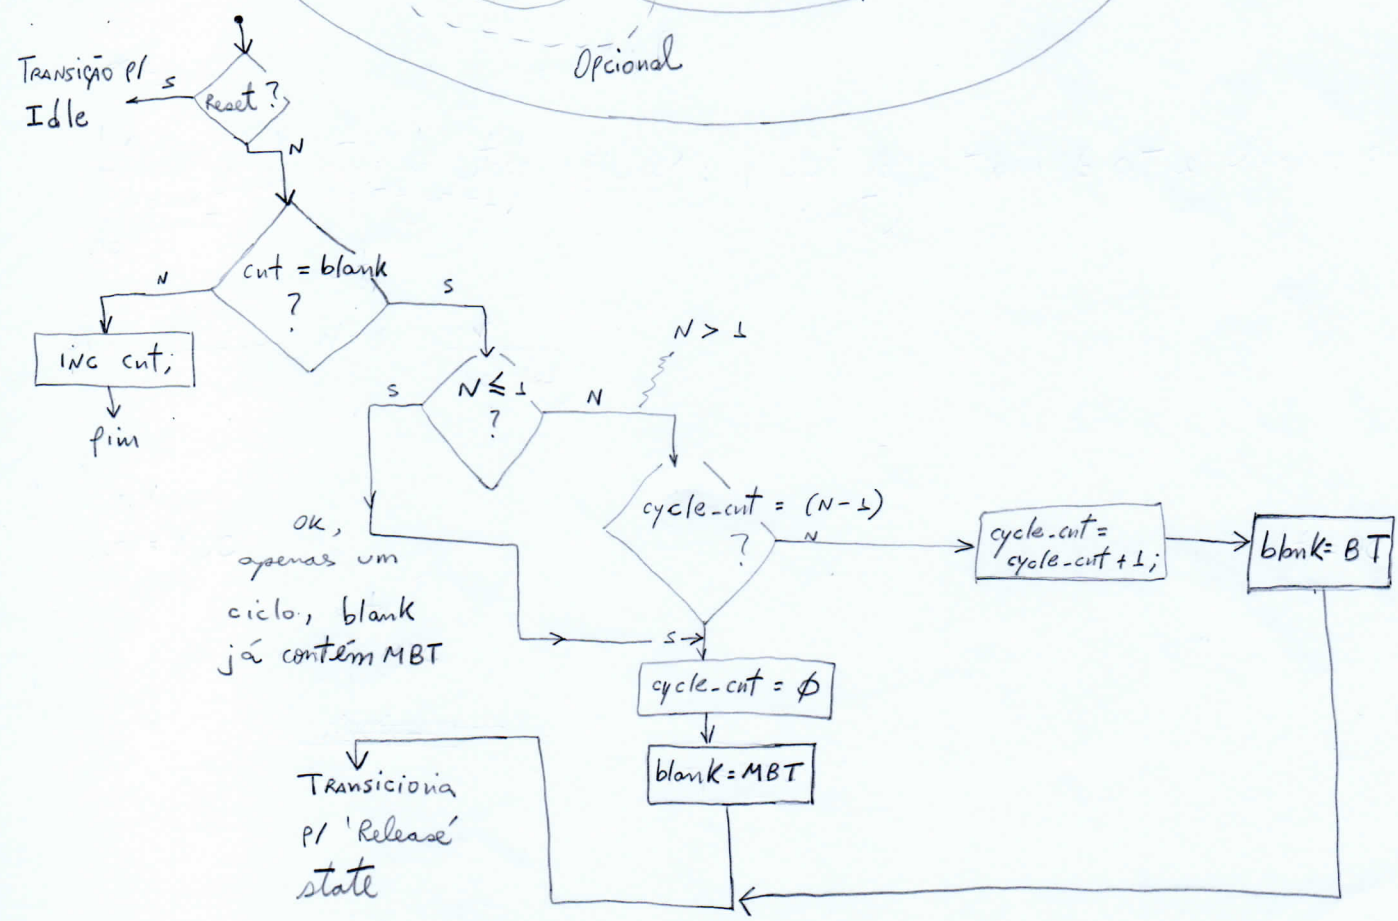 Opcional
TRANSIÇÃO P/
Idle
S
Reset ?
N
cnt = blank
?
N
S
INC cnt;
fim
N ≤ 1
?
S
N
N > 1
cycle_cnt = (N-1)
?
N
cycle_cnt =
cycle_cnt + 1;
blank = BT
OK,
apenas um
ciclo, blank
já contém MBT
S
cycle_cnt = ϕ
blank = MBT
TRANSICIONA
P/ 'Release'
state